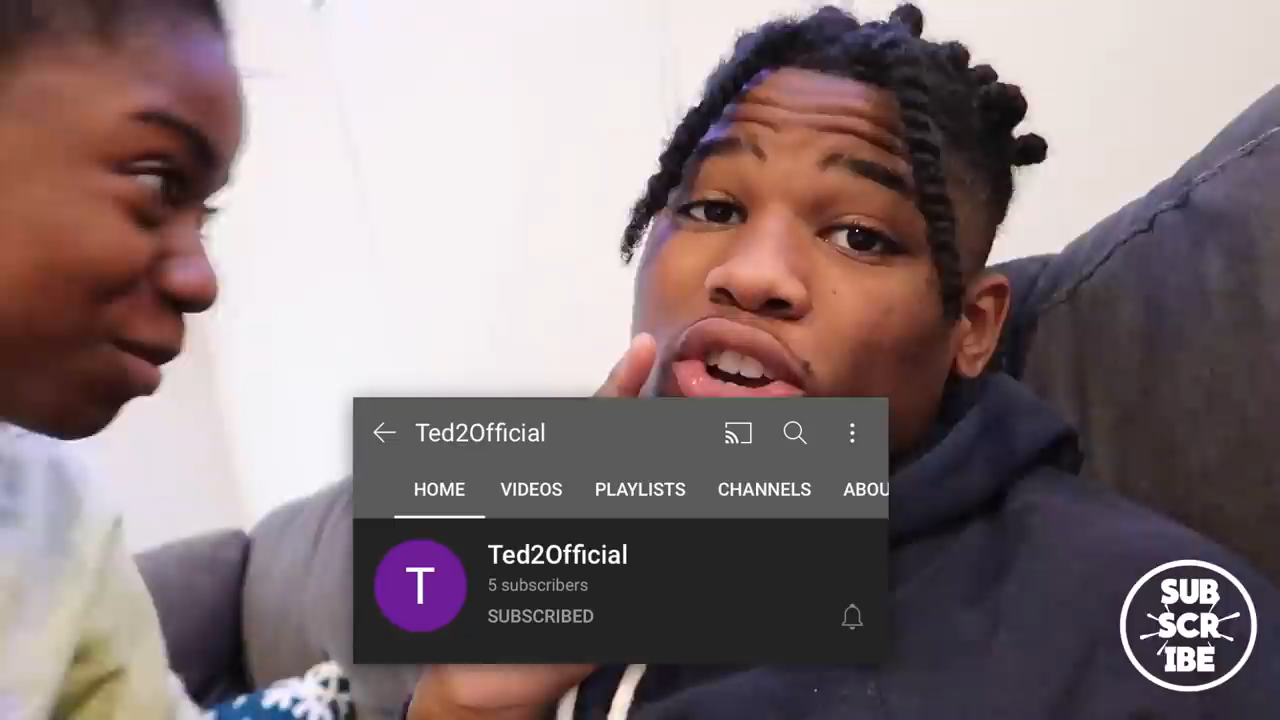 Ted2Official
HOME VIDEOS PLAYLISTS CHANNELS ABOU
T
Ted2Official
5 subscribers
SUBSCRIBED
SUB
SCR
IBE